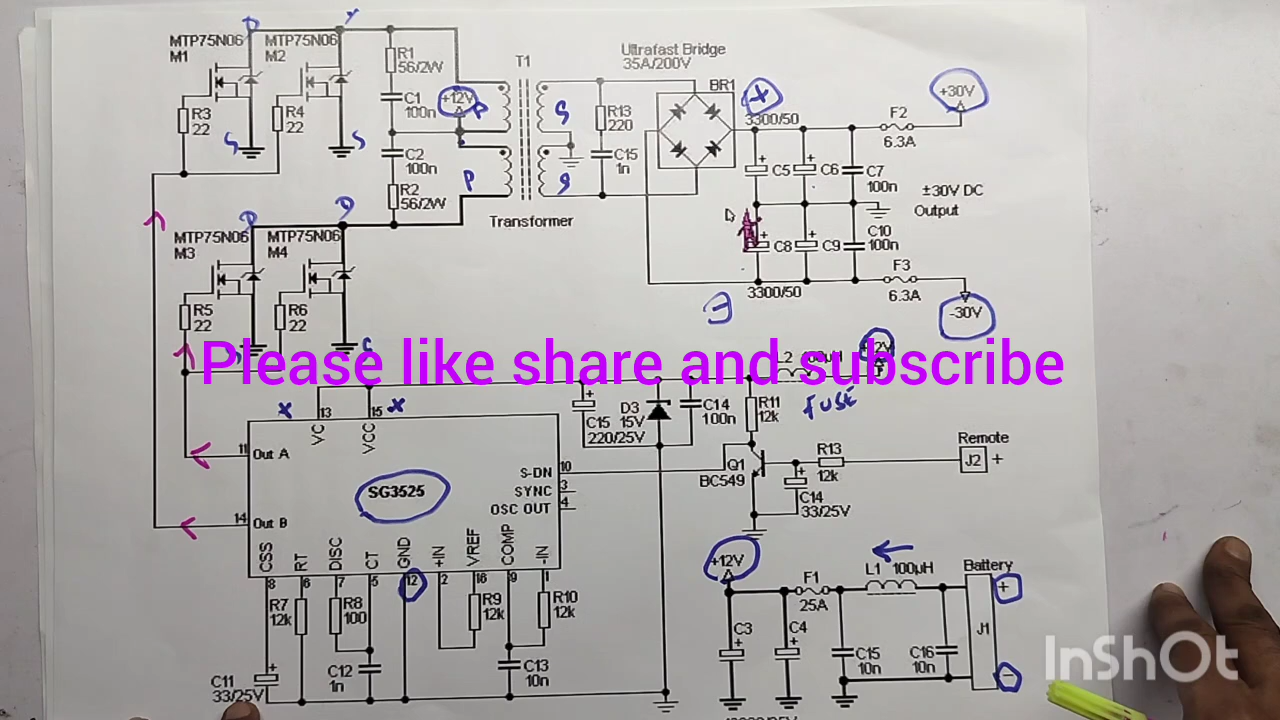 MTP75N06 MTP75N06
M1 M2
D
R3
22
R4
22
S
S
R1
56/2W
C1
100n
+12V
P
C2
100n
R2
56/2W
P
T1
Transformer
S
S
R13
220
C15
1n
Ultrafast Bridge
35A/200V
BR1
+
3300/50
C5
C6
C7
100n
F2
6.3A
+30V
±30V DC
Output
C8
C9
C10
100n
F3
6.3A
3300/50
-30V
MTP75N06 MTP75N06
M3 M4
D
D
R5
22
R6
22
Please like share and subscribe
L2 100µH
+12V
FUSE
x
13
VC
15
VCC
x
C15
220/25V
D3
15V
C14
100n
R11
12k
11
Out A
14
Out B
SG3525
S-DN
10
SYNC
3
OSC OUT
4
Q1
BC549
R13
12k
C14
33/25V
Remote
J2
+
CSS
RT
DISC
CT
GND
+IN
VREF
COMP
-IN
8
6
7
5
12
2
16
9
1
R7
12k
R8
100
R9
12k
R10
12k
C11
33/25V
C12
1n
C13
10n
+12V
F1
25A
L1 100µH
Battery
+
J1
-
C3
C4
C15
10n
C16
10n
InShOt